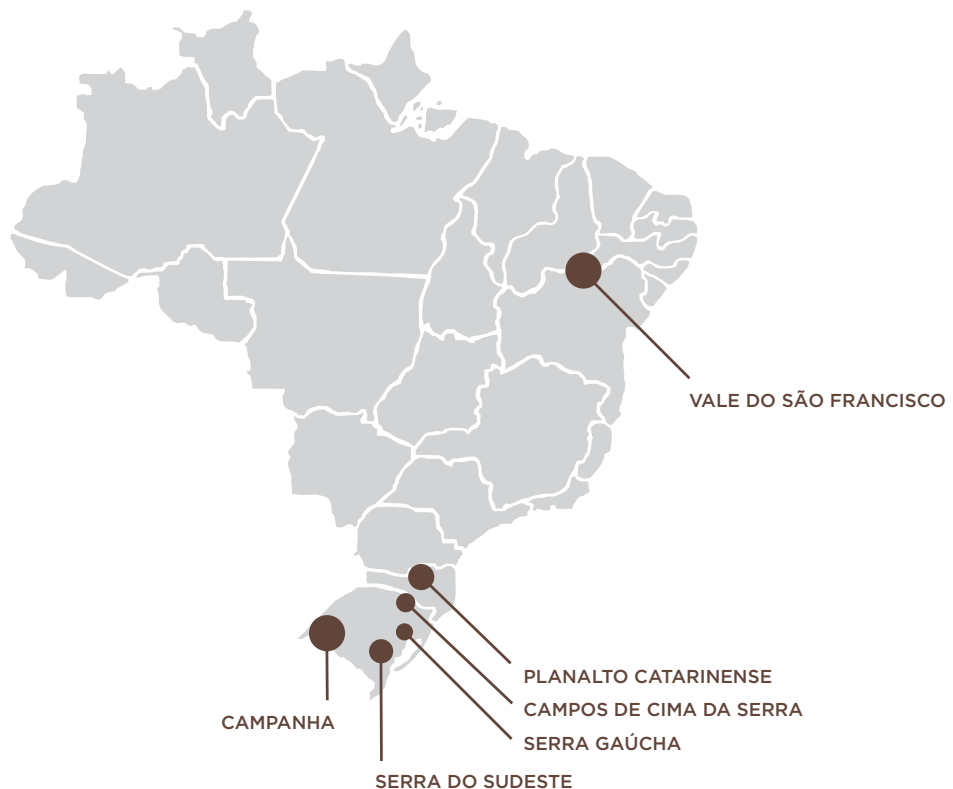 VALE DO SÃO FRANCISCO
PLANALTO CATARINENSE
CAMPOS DE CIMA DA SERRA
CAMPANHA
SERRA GAÚCHA
SERRA DO SUDESTE